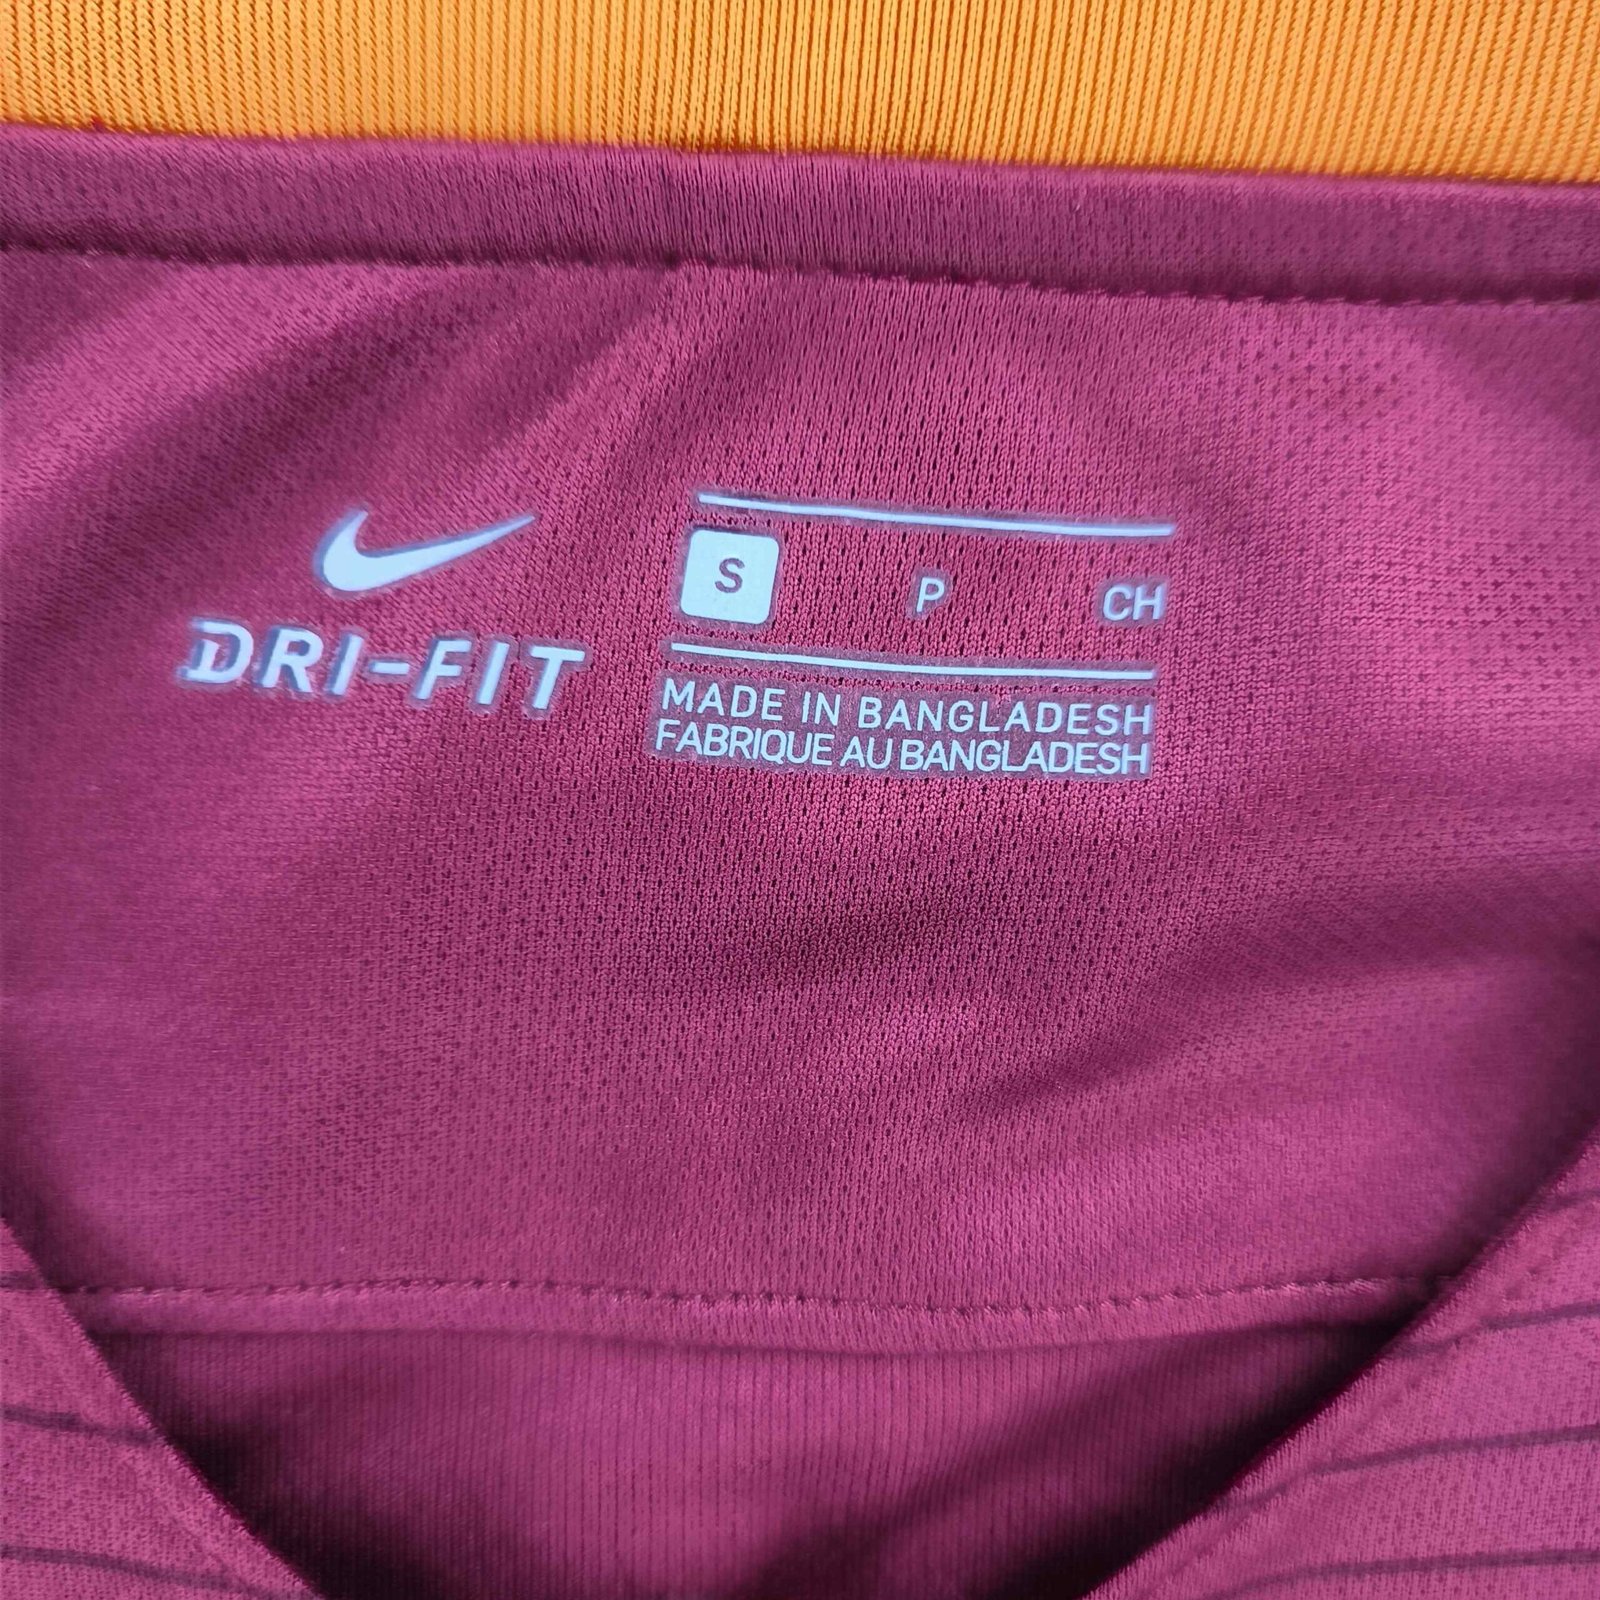 DRI-FIT
S P CH
MADE IN BANGLADESH
FABRIQUE AU BANGLADESH